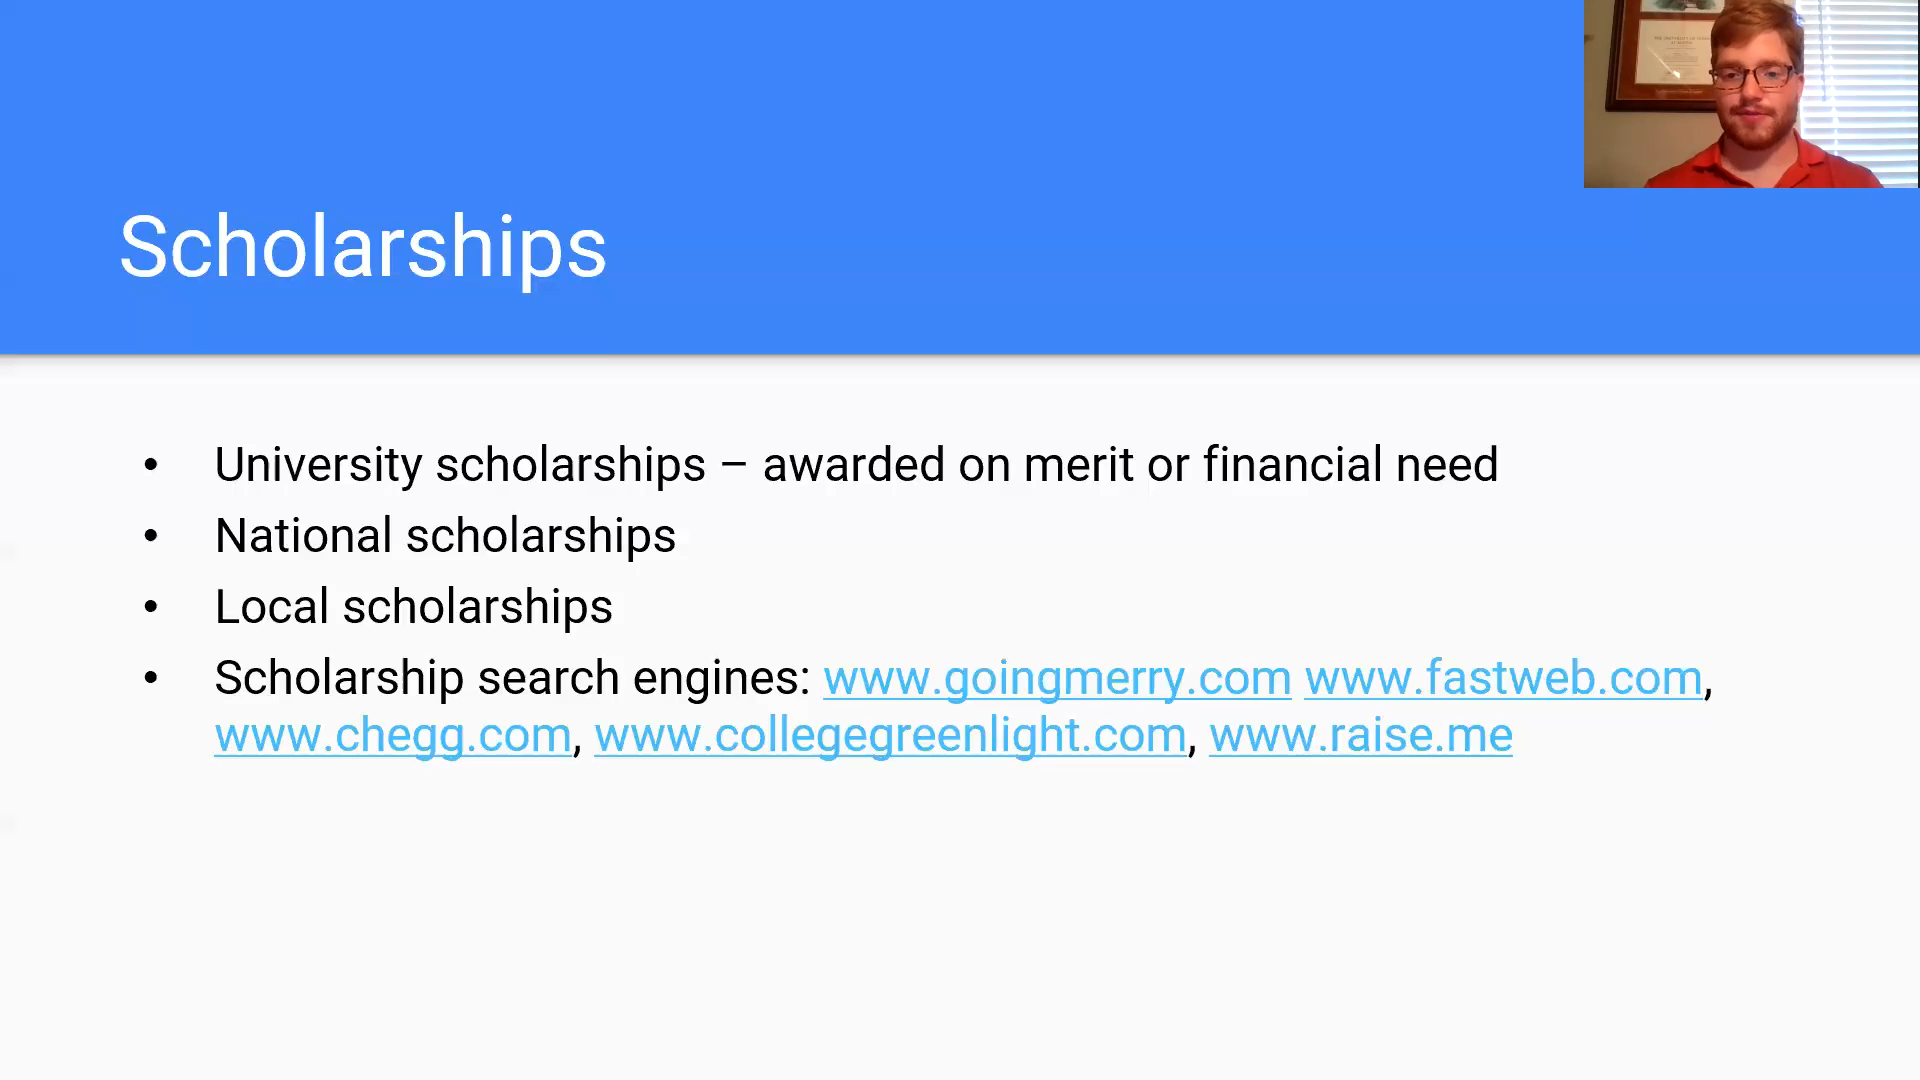 Scholarships
• University scholarships – awarded on merit or financial need
• National scholarships
• Local scholarships
• Scholarship search engines: www.goingmerry.com www.fastweb.com,
www.chegg.com, www.collegegreenlight.com, www.raise.me